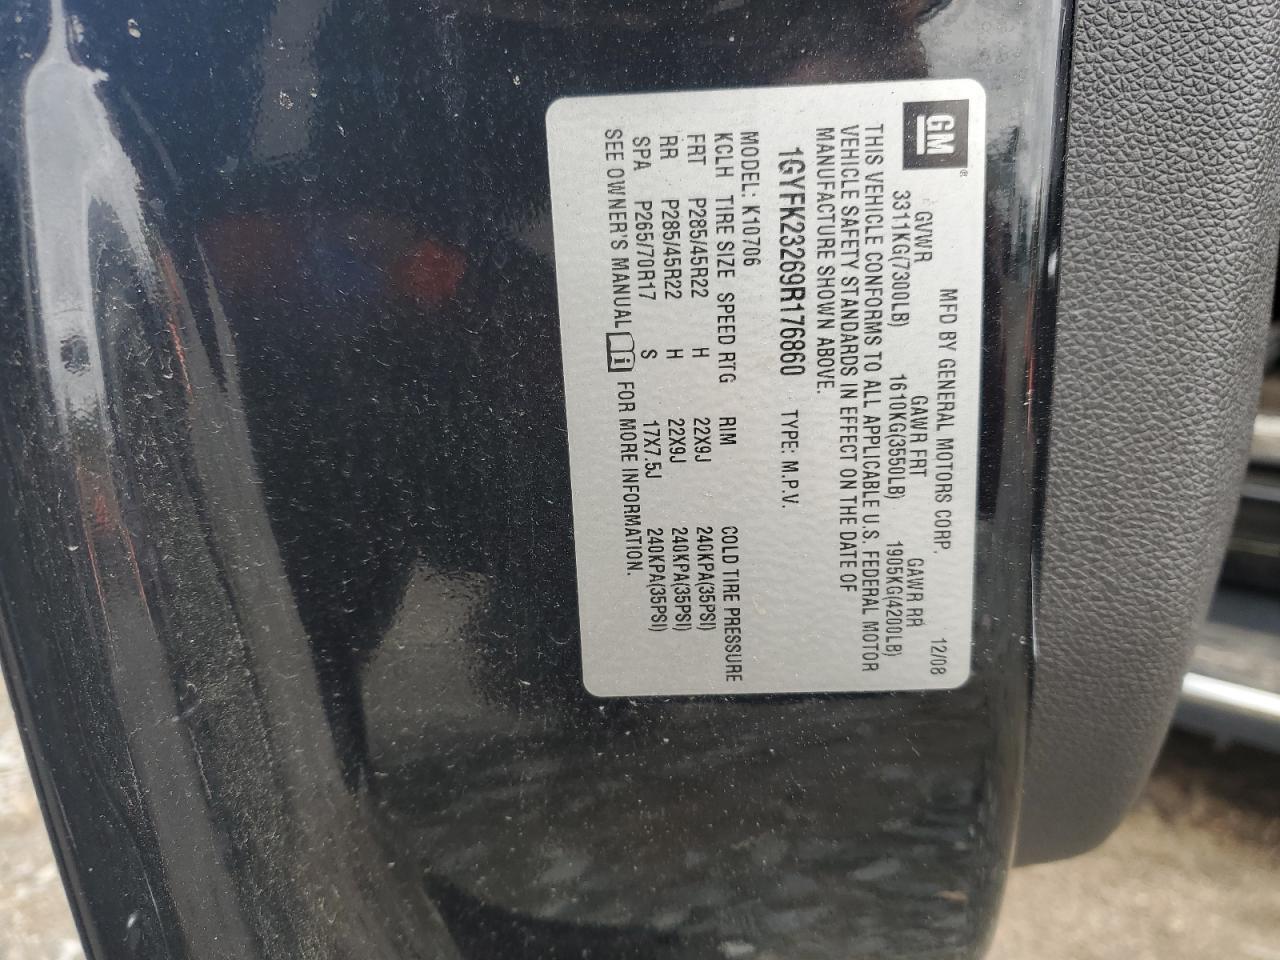 GM
MFD BY GENERAL MOTORS CORP. 12/08
GVWR GAWR FRT GAWR RR
3311KG(7300LB) 1610KG(3550LB) 1905KG(4200LB)
THIS VEHICLE CONFORMS TO ALL APPLICABLE U.S. FEDERAL MOTOR
VEHICLE SAFETY STANDARDS IN EFFECT ON THE DATE OF
MANUFACTURE SHOWN ABOVE.
1GYFK23269R176860 TYPE: M.P.V.
MODEL: K10706
KCLH TIRE SIZE SPEED RTG RIM COLD TIRE PRESSURE
FRT P285/45R22 H 22X9J 240KPA(35PSI)
RR P285/45R22 H 22X9J 240KPA(35PSI)
SPA P265/70R17 S 17X7.5J 240KPA(35PSI)
SEE OWNER'S MANUAL i FOR MORE INFORMATION.